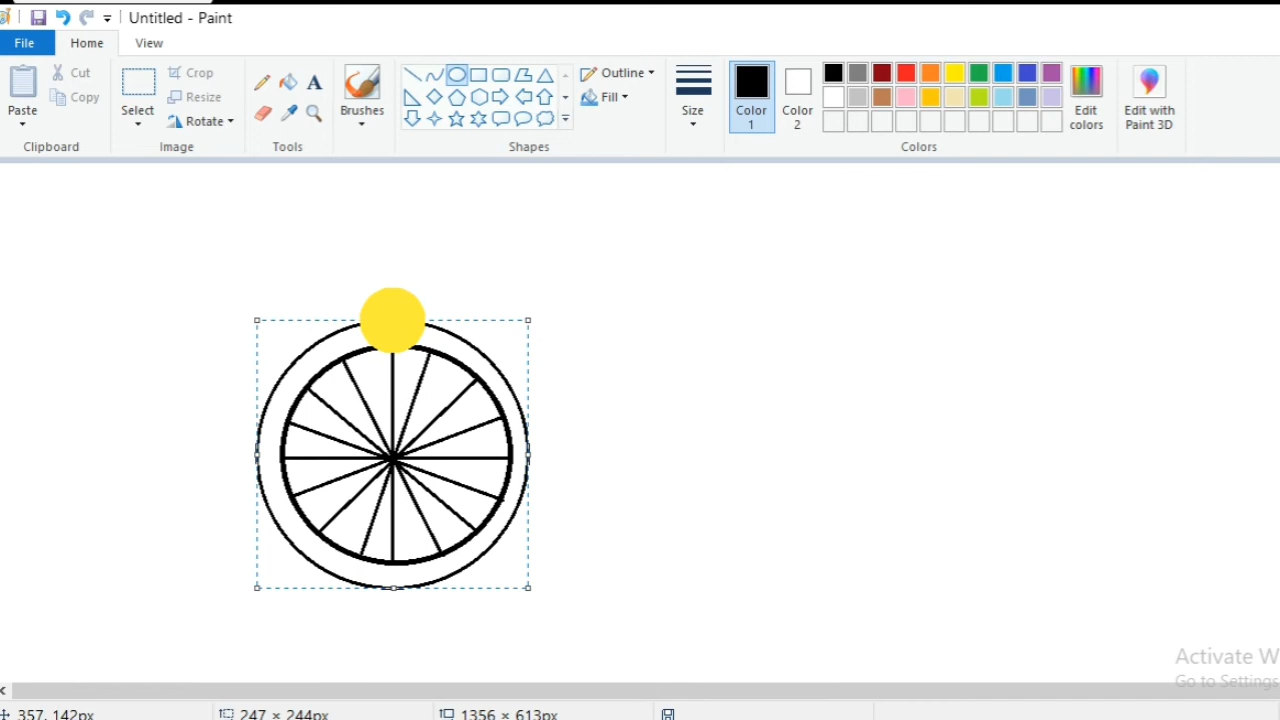 Untitled - Paint
File Home View
Paste Cut Copy Clipboard
Select Crop Resize Rotate Image
A Tools
Brushes
Outline Fill Shapes
Size
Color 1 Color 2 Edit colors Colors
Edit with Paint 3D
Activate W
Go to Settings
357, 142px 247 × 244px 1356 × 613px